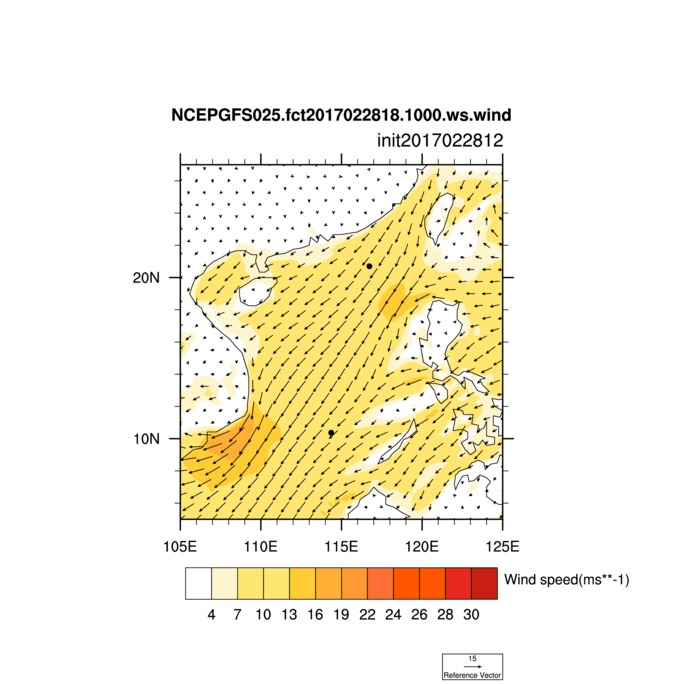 NCEPGFS025.fct2017022818.1000.ws.wind
init2017022812
20N
10N
105E 110E 115E 120E 125E
Wind speed(ms**-1)
4 7 10 13 16 19 22 24 26 28 30
15
Reference Vector